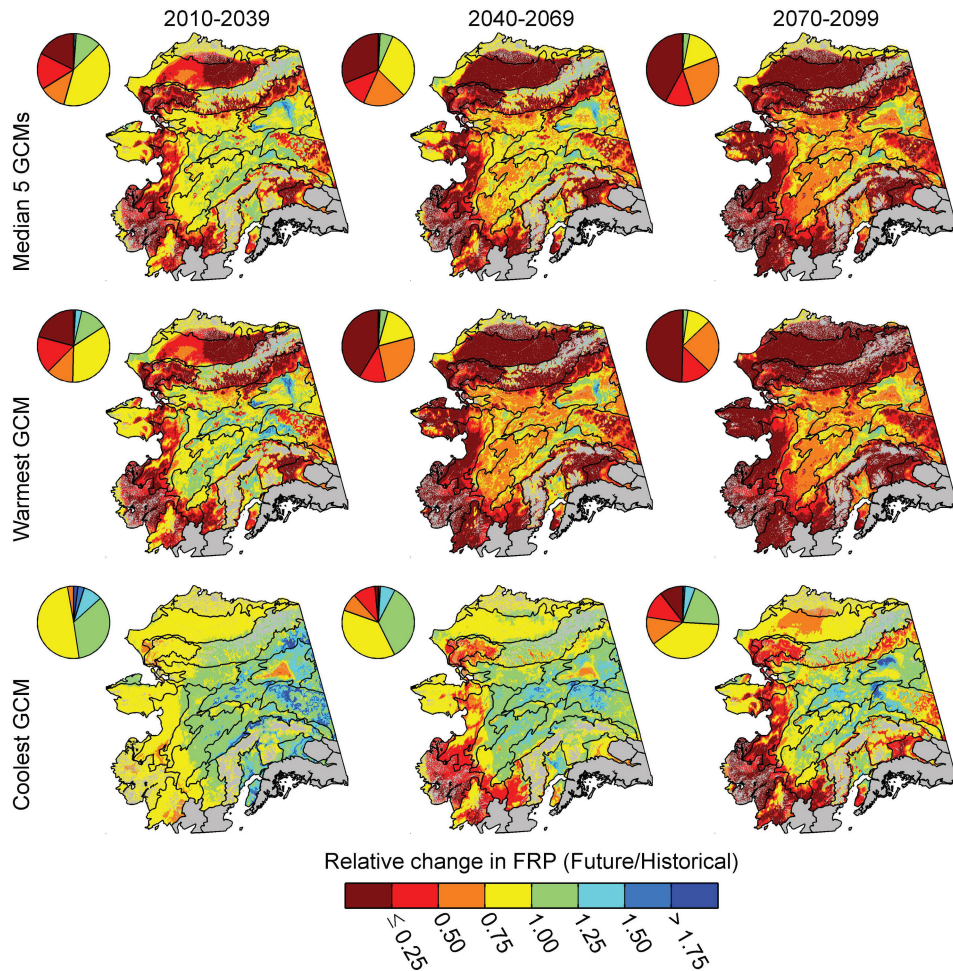 2010-2039
2040-2069
2070-2099
Median 5 GCMs
Warmest GCM
Coolest GCM
Relative change in FRP (Future/Historical)
≤ 0.25
0.50
0.75
1.00
1.25
1.50
> 1.75